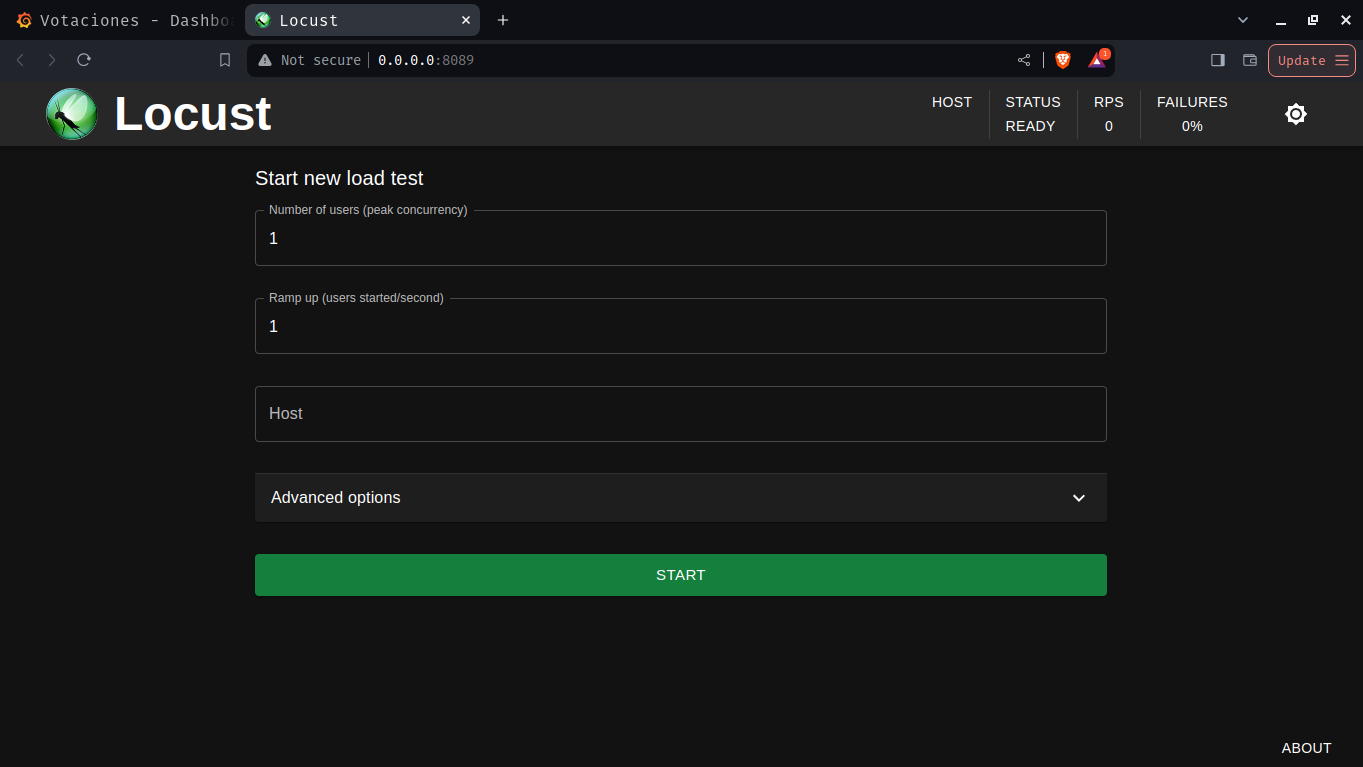 Votaciones - Dashbo
Locust
Not secure
0.0.0.0:8089
1
Update
Locust
HOST
STATUS
READY
RPS
0
FAILURES
0%
Start new load test
Number of users (peak concurrency)
1
Ramp up (users started/second)
1
Host
Advanced options
START
ABOUT